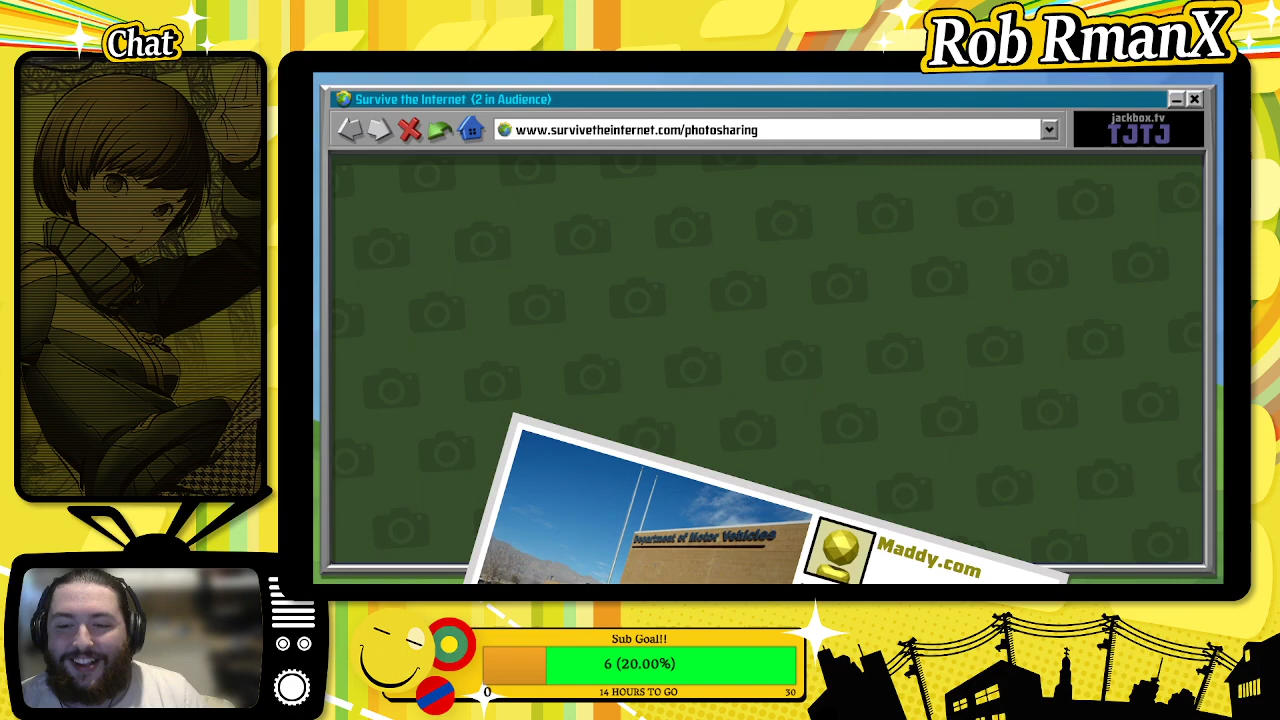 Chat
Rob RmanX
Survive the Internet (2 in Audience)
www.survivetheinternet.com/photosharing
jackbox.tv
TJTJ
Department of Motor Vehicles
Maddy.com
Sub Goal!!
6 (20.00%)
0
14 HOURS TO GO
30